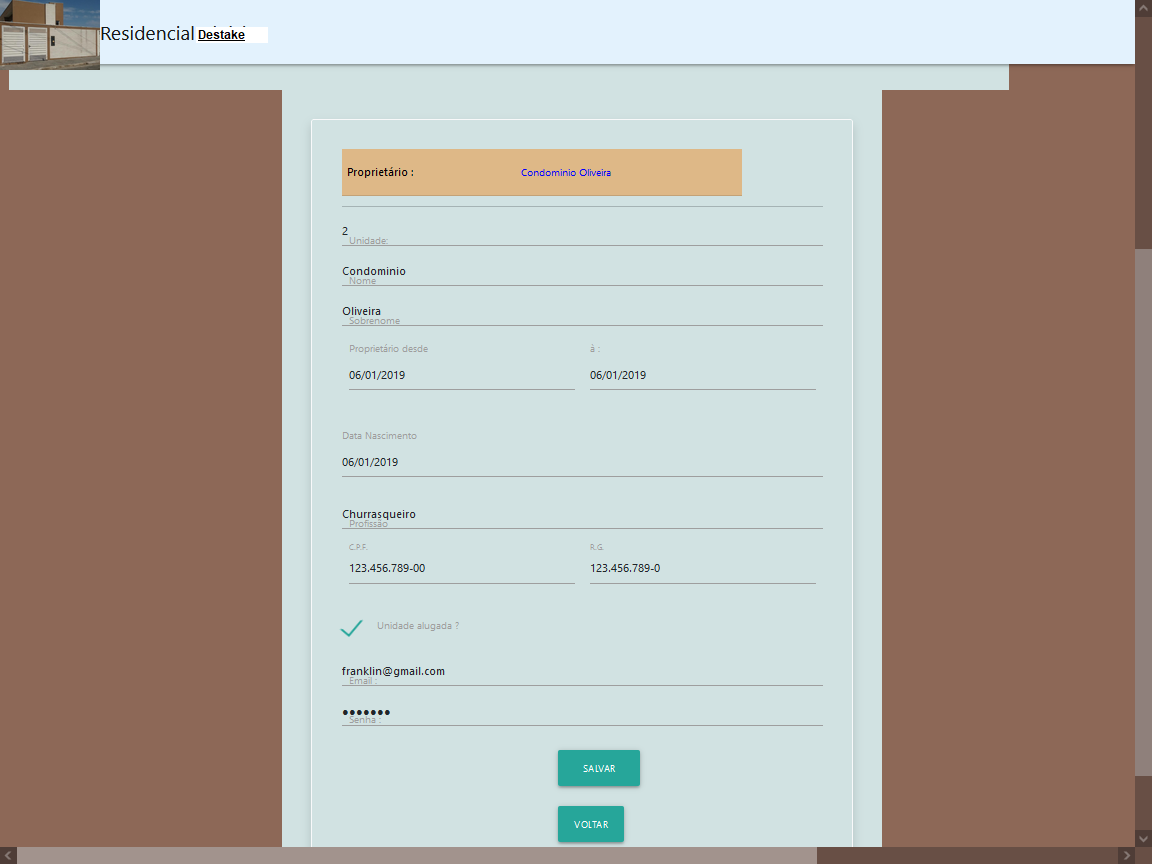 Residencial Destake
Proprietário : Condominio Oliveira
2
Unidade:
Condominio
Nome
Oliveira
Sobrenome
Proprietário desde à :
06/01/2019 06/01/2019
Data Nascimento
06/01/2019
Churrasqueiro
Profissão
C.P.F. R.G.
123.456.789-00 123.456.789-0
Unidade alugada ?
franklin@gmail.com
Email :
•••••••
Senha :
SALVAR
VOLTAR